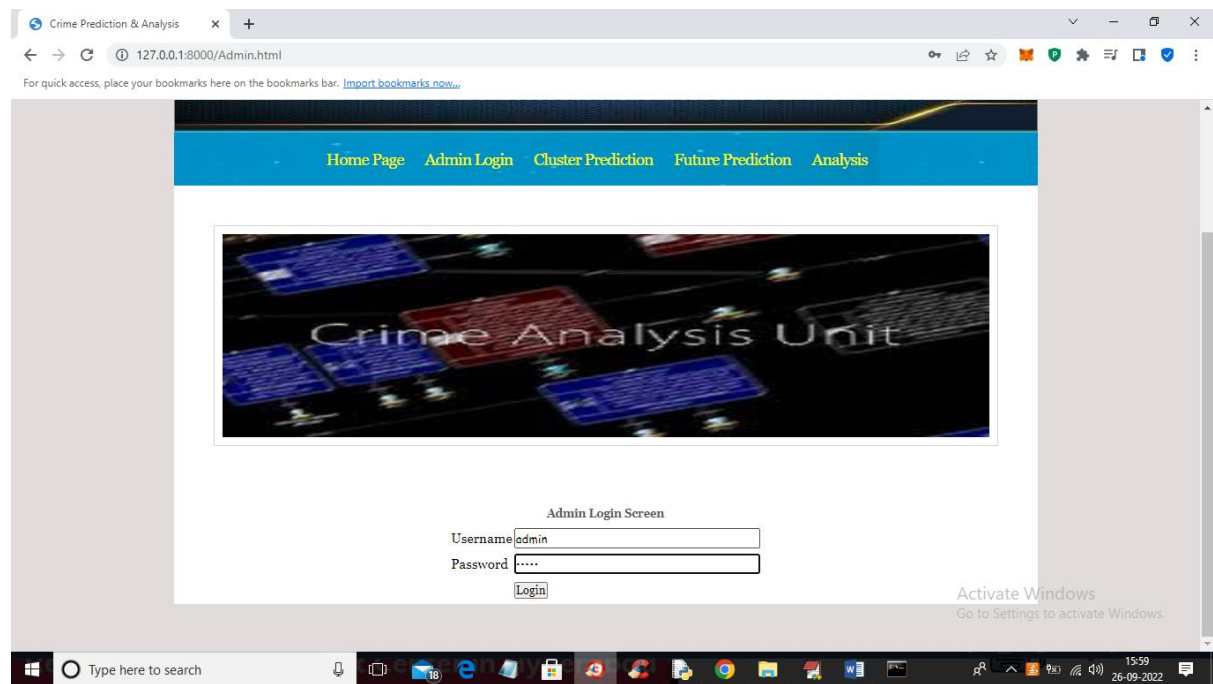 Crime Prediction & Analysis
127.0.0.1:8000/Admin.html
For quick access, place your bookmarks here on the bookmarks bar. Import bookmarks now...
Home Page Admin Login Cluster Prediction Future Prediction Analysis
Crime Analysis Unit
Admin Login Screen
Username admin
Password •••••
Login
Activate Windows
Go to Settings to activate Windows.
Type here to search
18
15:59
26-09-2022